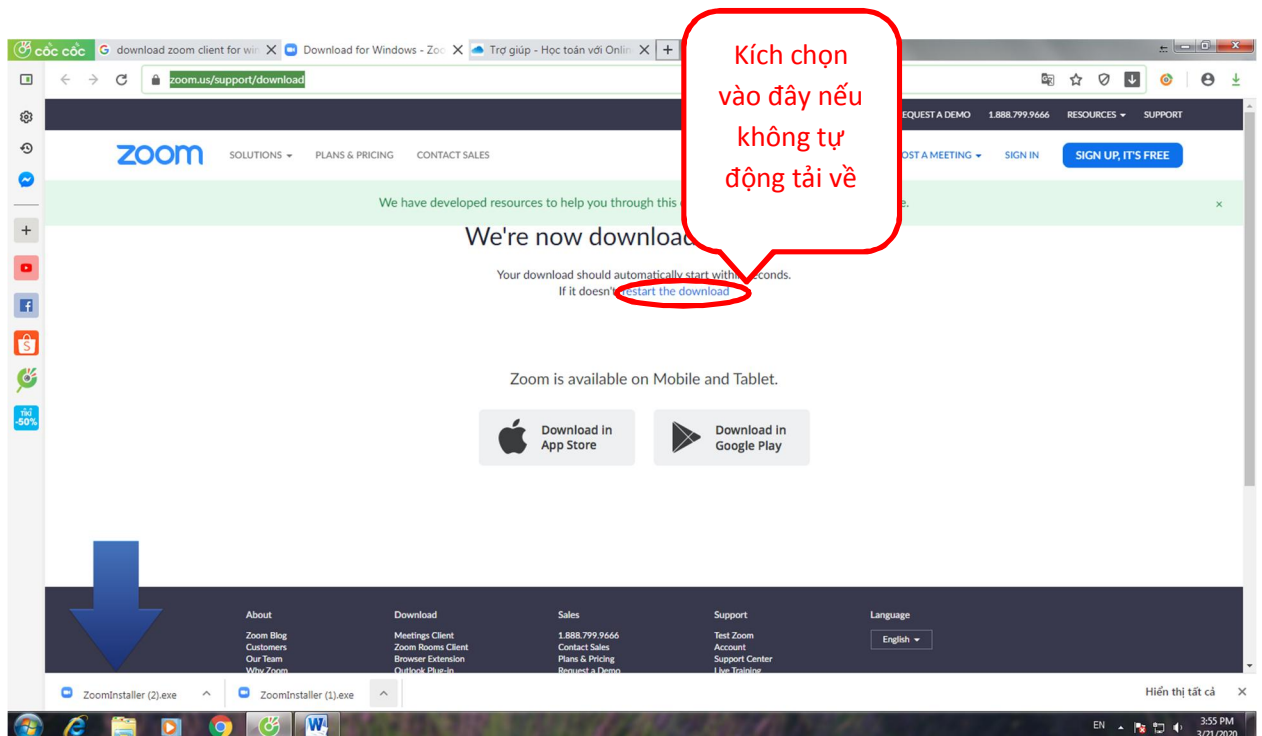 Kích chọn
vào đây nếu
không tự
động tải về
cốc cốc
download zoom client for win
Download for Windows - Zoo
Trợ giúp - Học toán với Onlin
zoom.us/support/download
EQUEST A DEMO 1.888.799.9666 RESOURCES SUPPORT
zoom SOLUTIONS PLANS & PRICING CONTACT SALES
OST A MEETING SIGN IN SIGN UP, IT'S FREE
We have developed resources to help you through this
We're now download
Your download should automatically start within seconds.
If it doesn't, restart the download
Zoom is available on Mobile and Tablet.
Download in
App Store
Download in
Google Play
About Download Sales Support Language
Zoom Blog Meetings Client 1.888.799.9666 Test Zoom English
Customers Zoom Rooms Client Contact Sales Account
Our Team Browser Extension Plans & Pricing Support Center
Why Zoom Outlook Plug-in Request a Demo Live Training
ZoomInstaller (2).exe ZoomInstaller (1).exe Hiển thị tất cả
tiki
-50%
EN
3:55 PM
3/21/2020